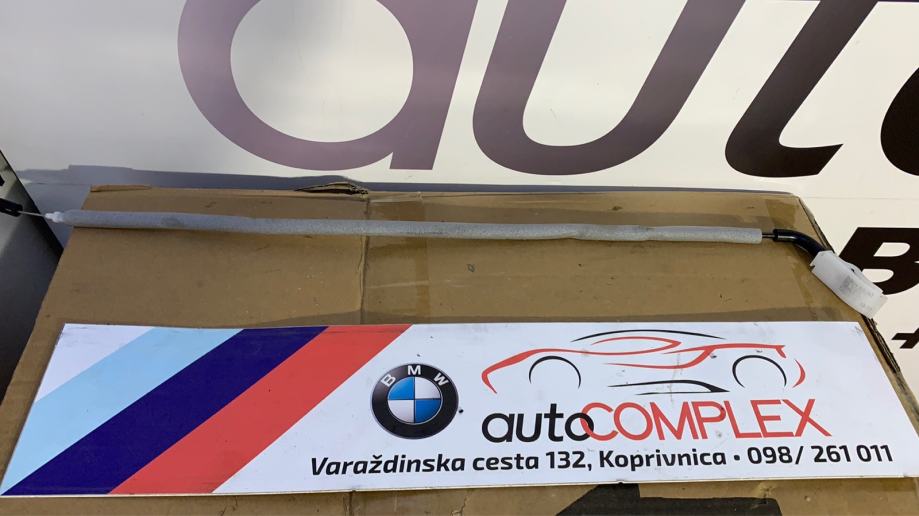 auto
B
BMW
autoCOMPLEX
Varaždinska cesta 132, Koprivnica • 098/ 261 011